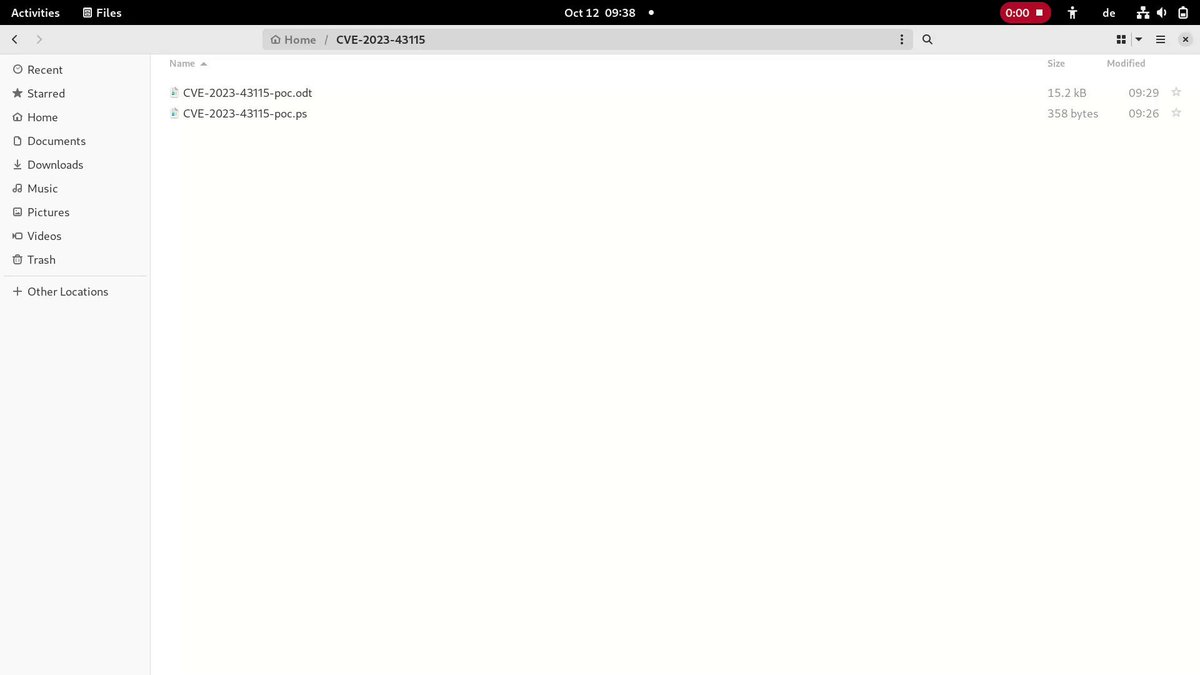 Activities Files Oct 12 09:38 0:00 de
Home / CVE-2023-43115
Name Size Modified
Recent
Starred
Home
Documents
Downloads
Music
Pictures
Videos
Trash
Other Locations
CVE-2023-43115-poc.odt 15.2 kB 09:29
CVE-2023-43115-poc.ps 358 bytes 09:26